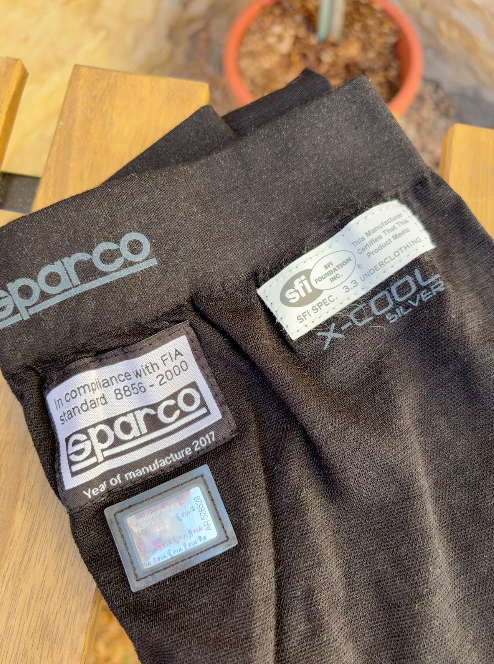 sparco
In compliance with FIA
standard 8856 - 2000
sparco
Year of manufacture 2017
sfi
SFI
FOUNDATION
INC.
This Manufacturer
Certifies That This
Product Meets
SFI SPEC 3.3 UNDERCLOTHING
X-COOL
SILVER